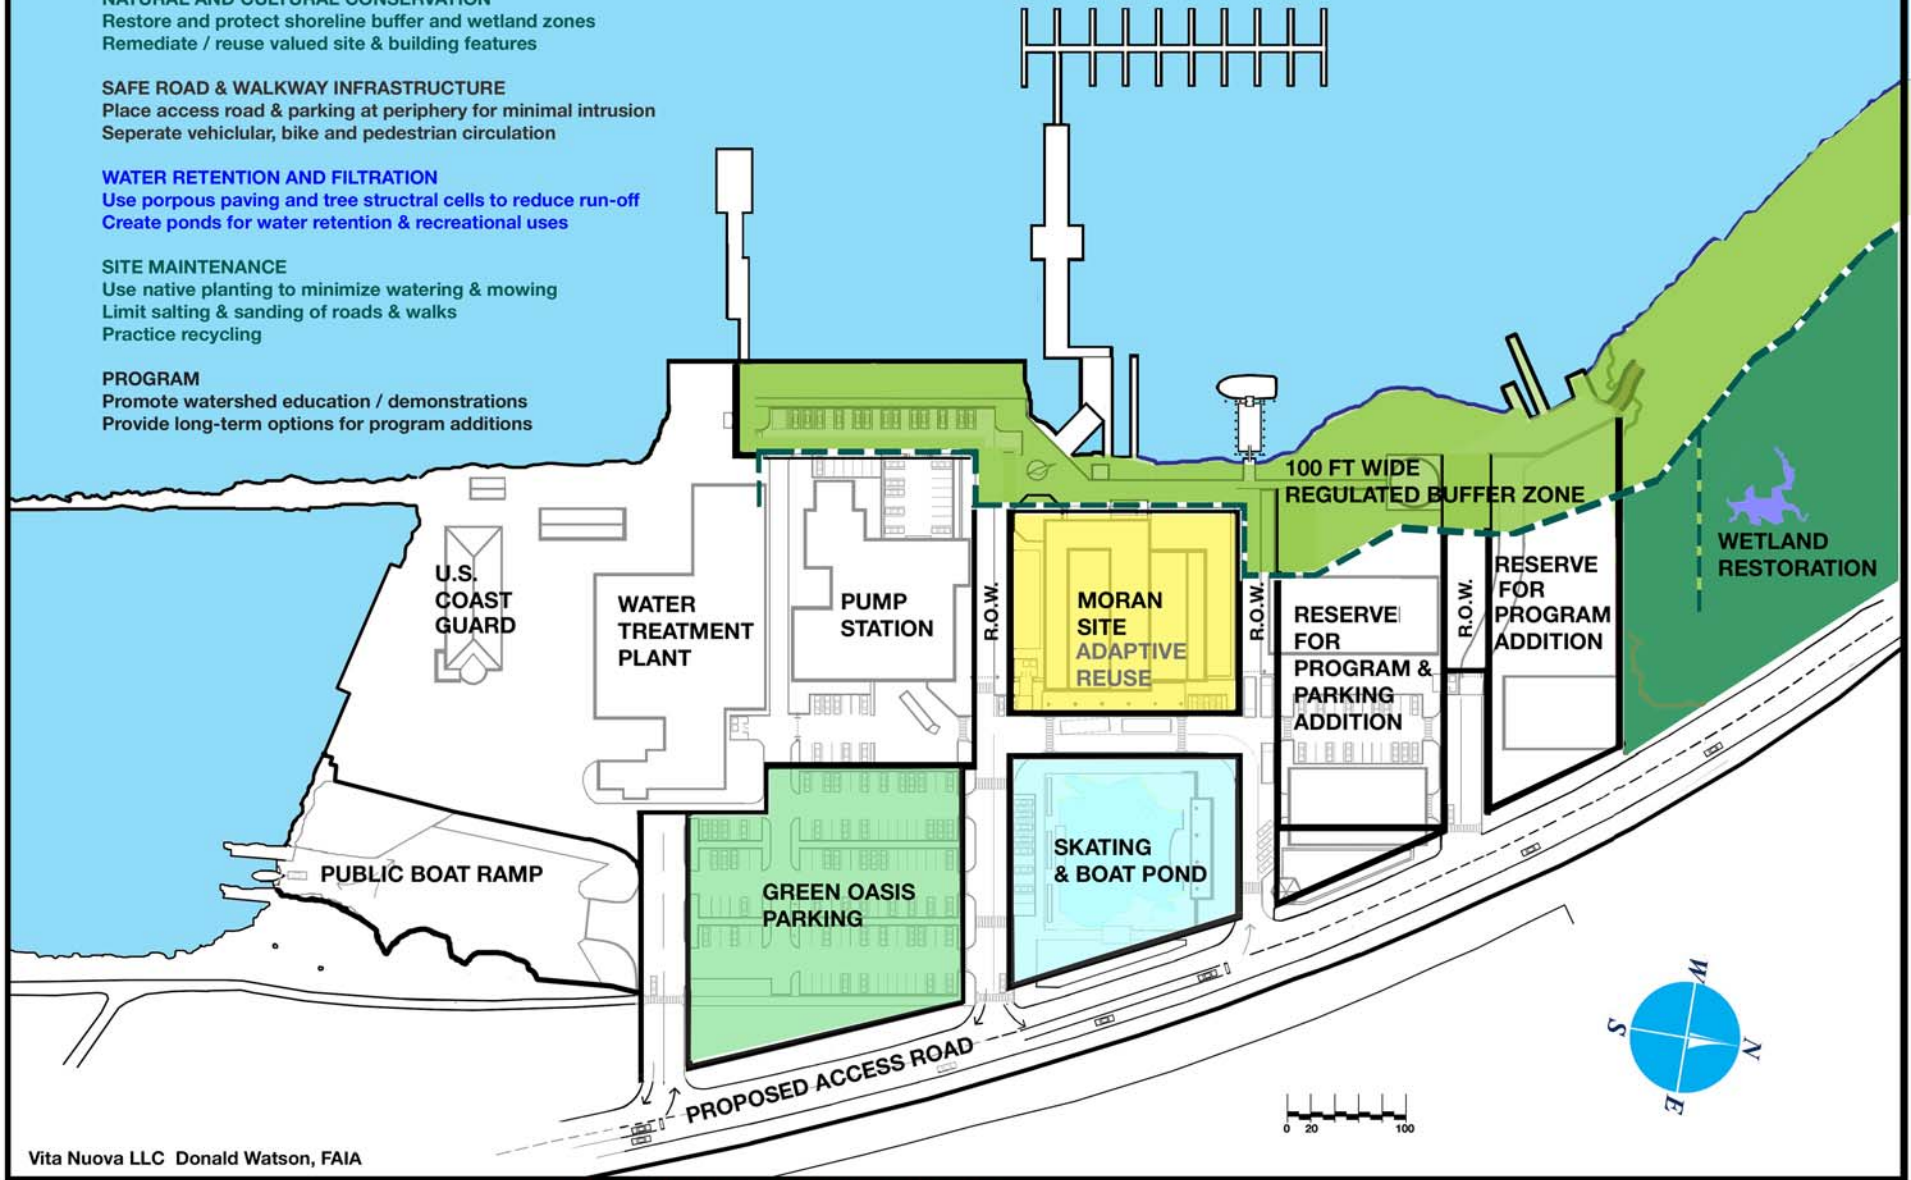 NATURAL AND CULTURAL CONSERVATION
Restore and protect shoreline buffer and wetland zones
Remediate / reuse valued site & building features
SAFE ROAD & WALKWAY INFRASTRUCTURE
Place access road & parking at periphery for minimal intrusion
Seperate vehiclular, bike and pedestrian circulation
WATER RETENTION AND FILTRATION
Use porpous paving and tree structral cells to reduce run-off
Create ponds for water retention & recreational uses
SITE MAINTENANCE
Use native planting to minimize watering & mowing
Limit salting & sanding of roads & walks
Practice recycling
PROGRAM
Promote watershed education / demonstrations
Provide long-term options for program additions
100 FT WIDE
REGULATED BUFFER ZONE
WETLAND
RESTORATION
U.S.
COAST
GUARD
WATER
TREATMENT
PLANT
PUMP
STATION
R.O.W.
MORAN
SITE
ADAPTIVE
REUSE
R.O.W.
RESERVE
FOR
PROGRAM &
PARKING
ADDITION
R.O.W.
RESERVE
FOR
PROGRAM
ADDITION
PUBLIC BOAT RAMP
GREEN OASIS
PARKING
SKATING
& BOAT POND
PROPOSED ACCESS ROAD
W
S
N
E
0 20 100
Vita Nuova LLC Donald Watson, FAIA